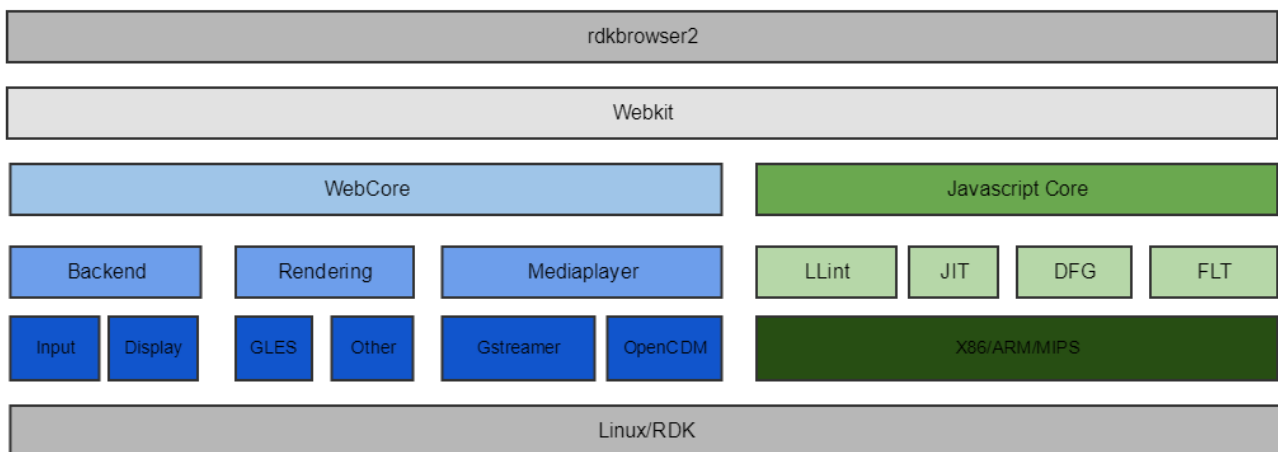 rdkbrowser2
Webkit
WebCore
Javascript Core
Backend
Rendering
Mediaplayer
LLint
JIT
DFG
FLT
Input
Display
GLES
Other
Gstreamer
OpenCDM
X86/ARM/MIPS
Linux/RDK